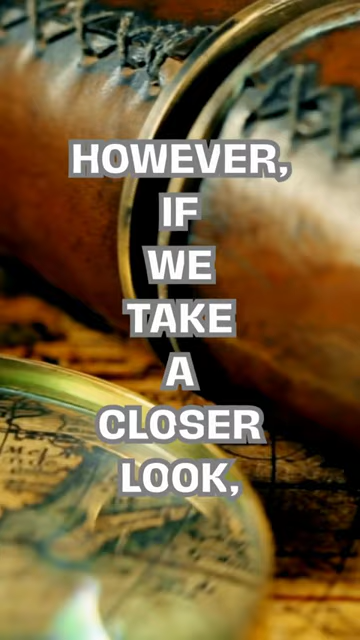 HOWEVER,
IF
WE
TAKE
A
CLOSER
LOOK,